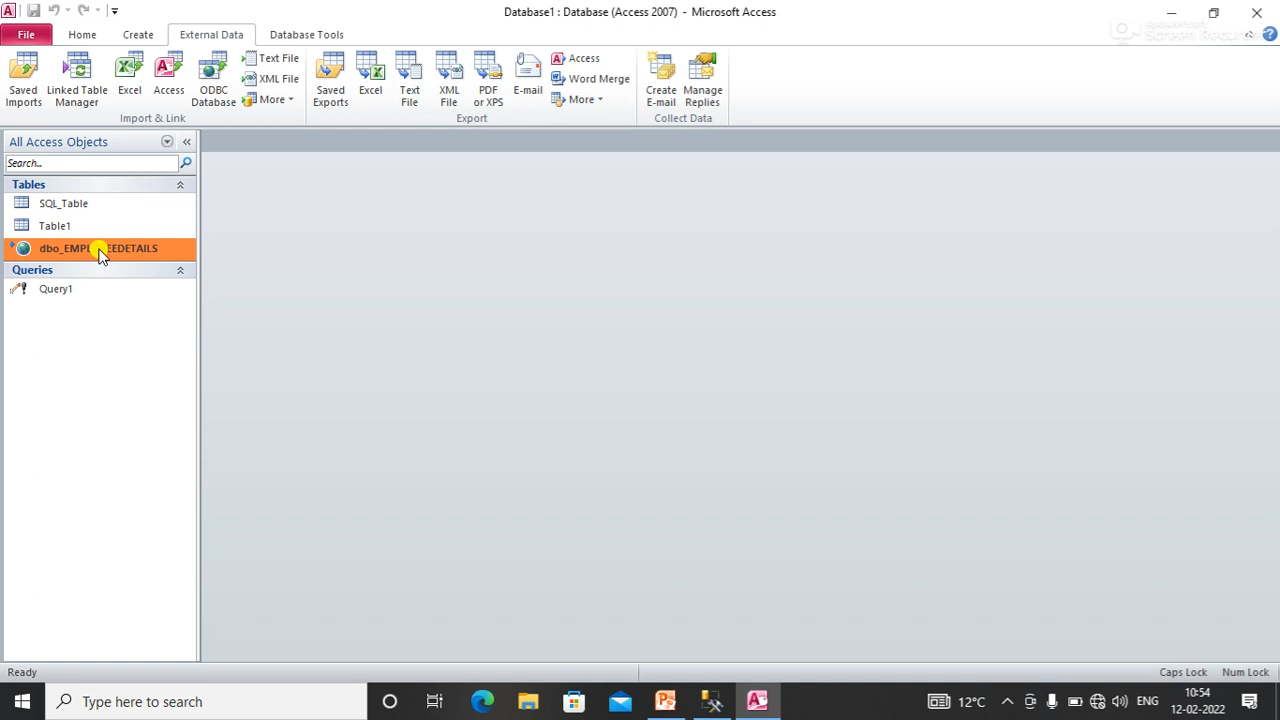 Database1 : Database (Access 2007) - Microsoft Access
File Home Create External Data Database Tools
Saved Imports
Linked Table Manager
Excel
Access
ODBC Database
Text File
XML File
More
Import & Link
Saved Exports
Excel
Text File
XML File
PDF or XPS
E-mail
Access
Word Merge
More
Export
Create E-mail
Manage Replies
Collect Data
All Access Objects
Search...
Tables
SQL_Table
Table1
dbo_EMPL EEDETAILS
Queries
Query1
Ready
Caps Lock Num Lock
Type here to search
12°C
ENG
10:54
12-02-2022